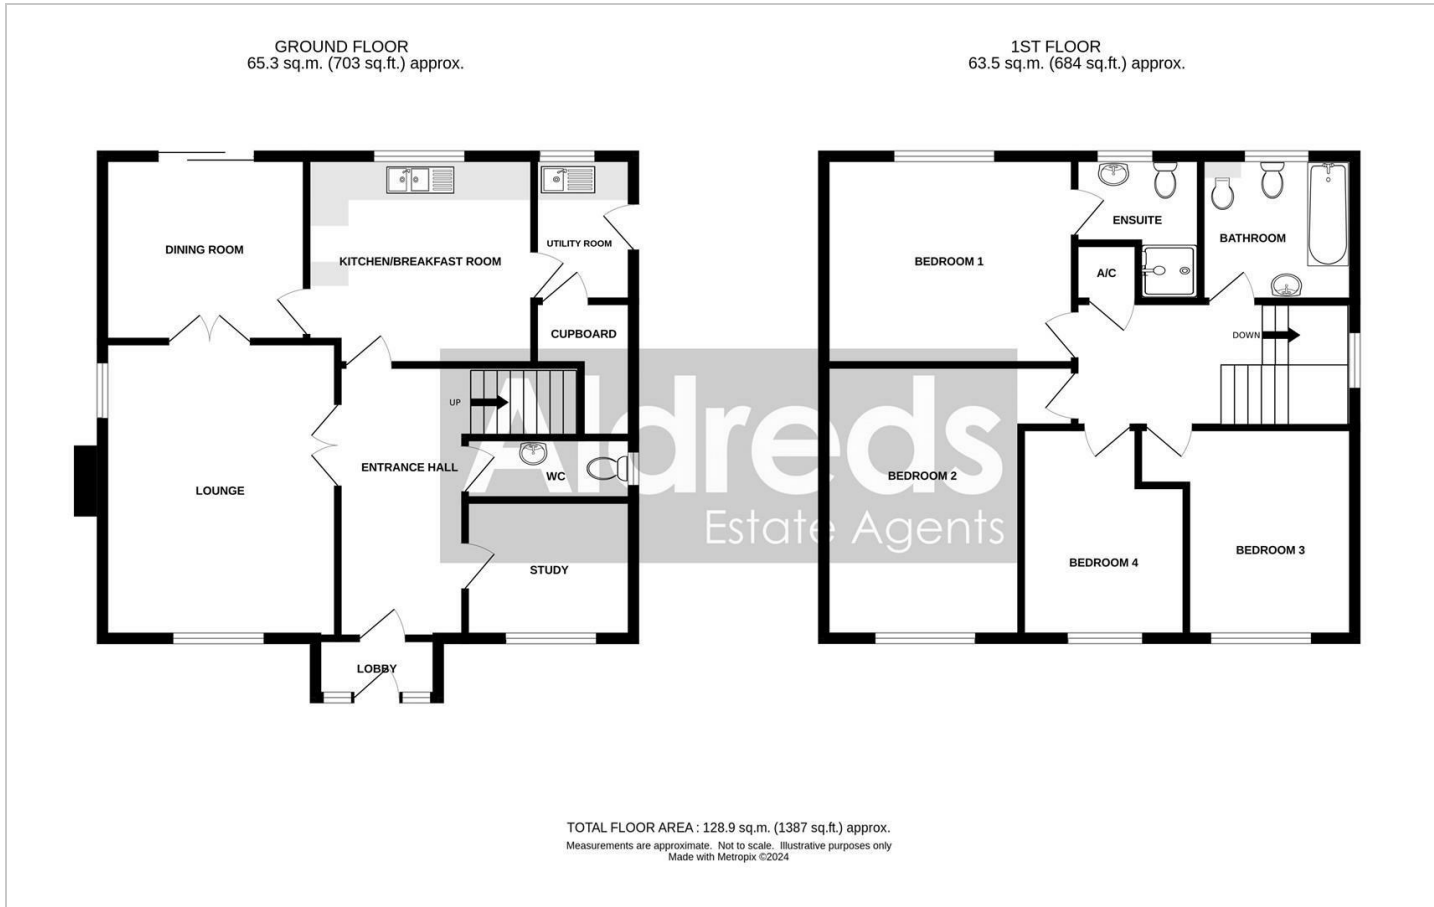 GROUND FLOOR
65.3 sq.m. (703 sq.ft.) approx.
1ST FLOOR
63.5 sq.m. (684 sq.ft.) approx.
DINING ROOM
KITCHEN/BREAKFAST ROOM
UTILITY ROOM
CUPBOARD
UP
ENTRANCE HALL
WC
LOUNGE
STUDY
LOBBY
BEDROOM 1
ENSUITE
BATHROOM
A/C
DOWN
BEDROOM 2
BEDROOM 4
BEDROOM 3
Aldreds
Estate Agents
TOTAL FLOOR AREA : 128.9 sq.m. (1387 sq.ft.) approx.
Measurements are approximate. Not to scale. Illustrative purposes only
Made with Metropix ©2024